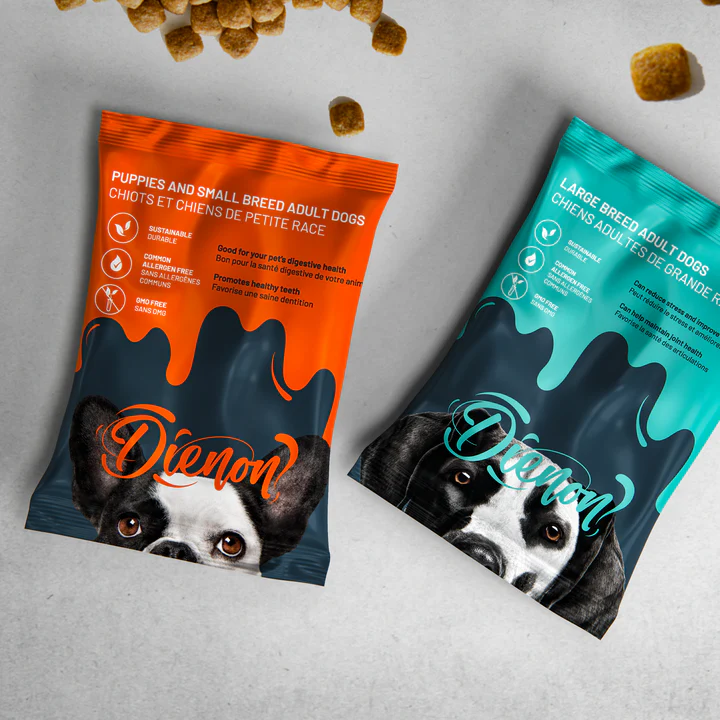 PUPPIES AND SMALL BREED ADULT DOGS
CHIOTS ET CHIENS DE PETITE RACE
SUSTAINABLE
DURABLE
COMMON
ALLERGEN FREE
SANS ALLERGÈNES
COMMUNS
GMO FREE
SANS OMG
Good for your pet's digestive health
Bon pour la santé digestive de votre anim
Promotes healthy teeth
Favorise une saine dentition
Dienon
LARGE BREED ADULT DOGS
CHIENS ADULTES DE GRANDE R
SUSTAINABLE
DURABLE
COMMON
ALLERGEN FREE
SANS ALLERGÈNES
COMMUNS
GMO FREE
SANS OMG
Can reduce stress and improve
Peut réduire le stress et améliore
Can help maintain joint health
Favorise la santé des articulations
Dienon